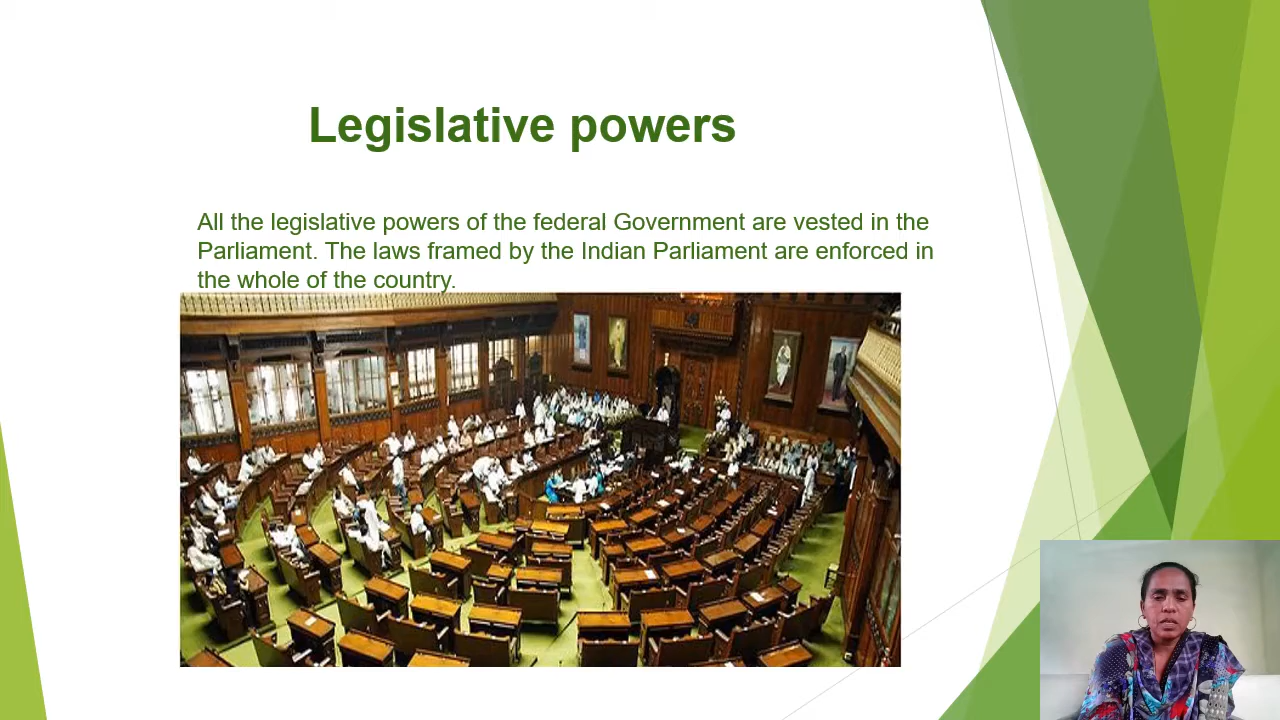 Legislative powers
All the legislative powers of the federal Government are vested in the
Parliament. The laws framed by the Indian Parliament are enforced in
the whole of the country.